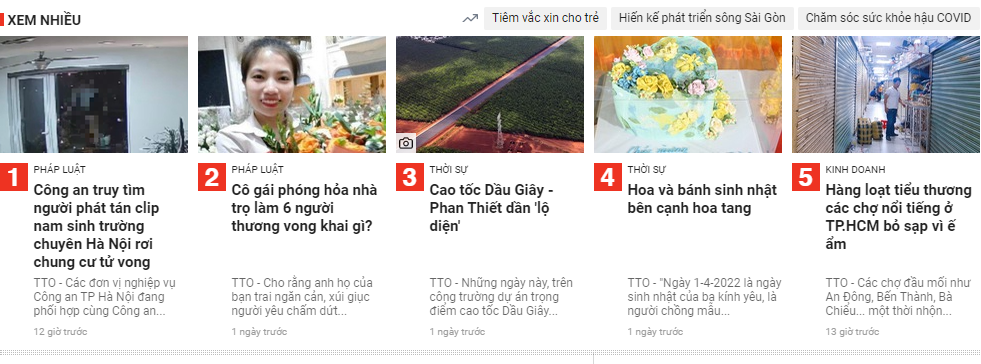 XEM NHIỀU
Tiêm vắc xin cho trẻ
Hiến kế phát triển sông Sài Gòn
Chăm sóc sức khỏe hậu COVID
1
PHÁP LUẬT
Công an truy tìm
người phát tán clip
nam sinh trường
chuyên Hà Nội rơi
chung cư tử vong
TTO - Các đơn vị nghiệp vụ
Công an TP Hà Nội đang
phối hợp cùng Công an...
12 giờ trước
2
PHÁP LUẬT
Cô gái phóng hỏa nhà
trọ làm 6 người
thương vong khai gì?
TTO - Cho rằng anh họ của
bạn trai ngăn cản, xúi giục
người yêu chấm dứt...
1 ngày trước
3
THỜI SỰ
Cao tốc Dầu Giây -
Phan Thiết dần 'lộ
diện'
TTO - Những ngày này, trên
công trường dự án trọng
điểm cao tốc Dầu Giây...
1 ngày trước
4
THỜI SỰ
Hoa và bánh sinh nhật
bên cạnh hoa tang
TTO - "Ngày 1-4-2022 là ngày
sinh nhật của ba kính yêu, là
người chồng mẫu...
1 ngày trước
5
KINH DOANH
Hàng loạt tiểu thương
các chợ nổi tiếng ở
TP.HCM bỏ sạp vì ế
ẩm
TTO - Các chợ đầu mối như
An Đông, Bến Thành, Bà
Chiểu... một thời nhộn...
13 giờ trước